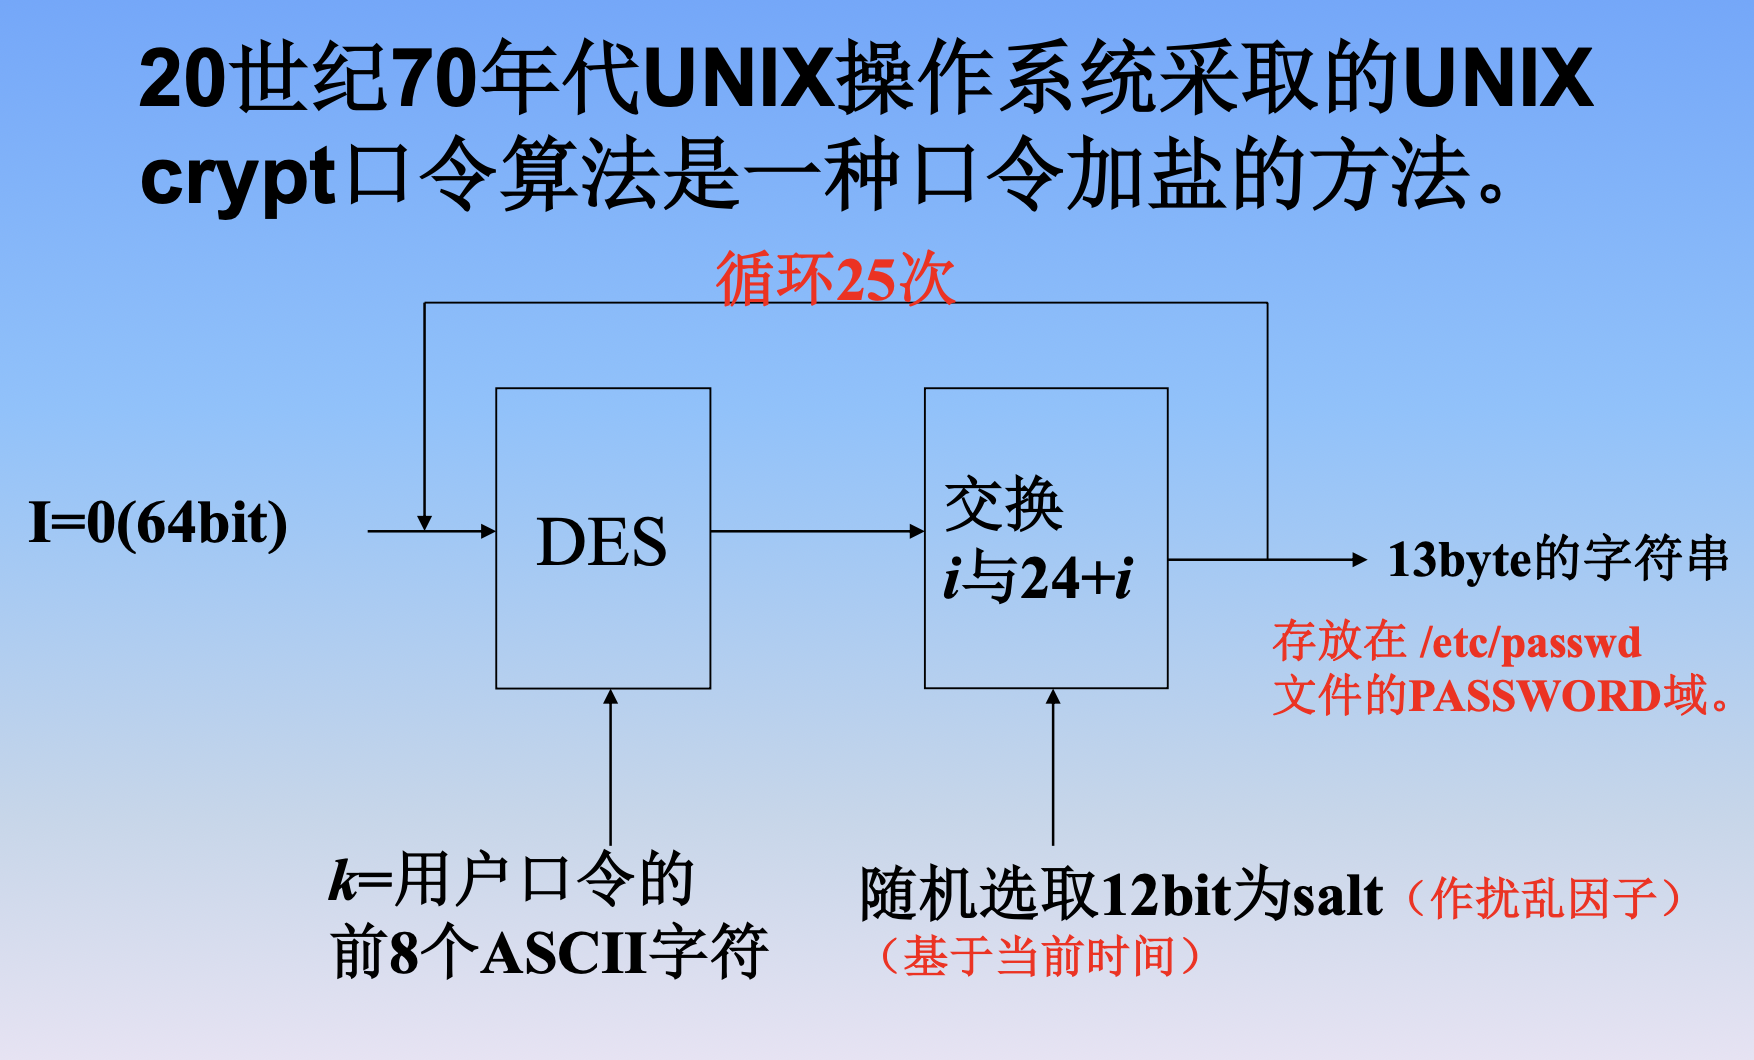 20世纪70年代UNIX操作系统采取的UNIX
crypt口令算法是一种口令加盐的方法。
循环25次
I=0(64bit)
DES
交换
i与24+i
13byte的字符串
存放在 /etc/passwd
文件的PASSWORD域。
k=用户口令的
前8个ASCII字符
随机选取12bit为salt（作扰乱因子）
（基于当前时间）